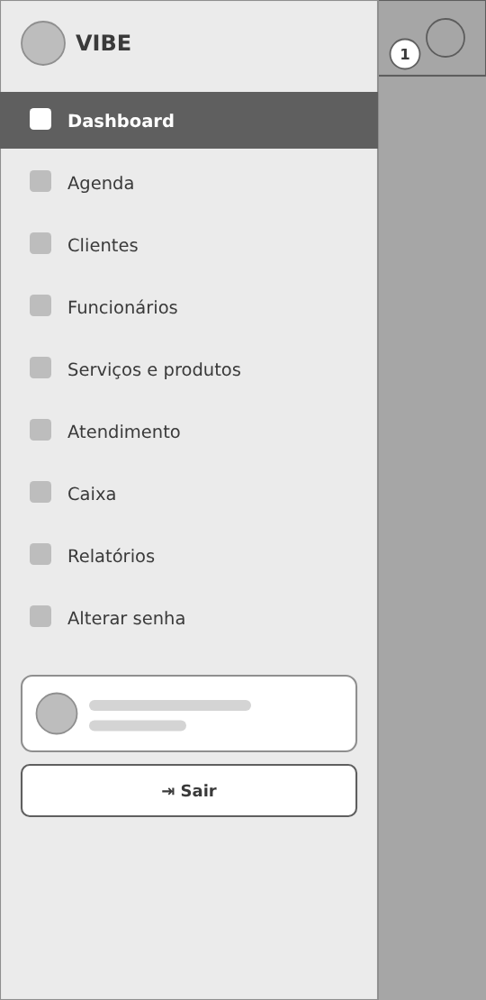 VIBE
1
Dashboard
Agenda
Clientes
Funcionários
Serviços e produtos
Atendimento
Caixa
Relatórios
Alterar senha
⇥ Sair